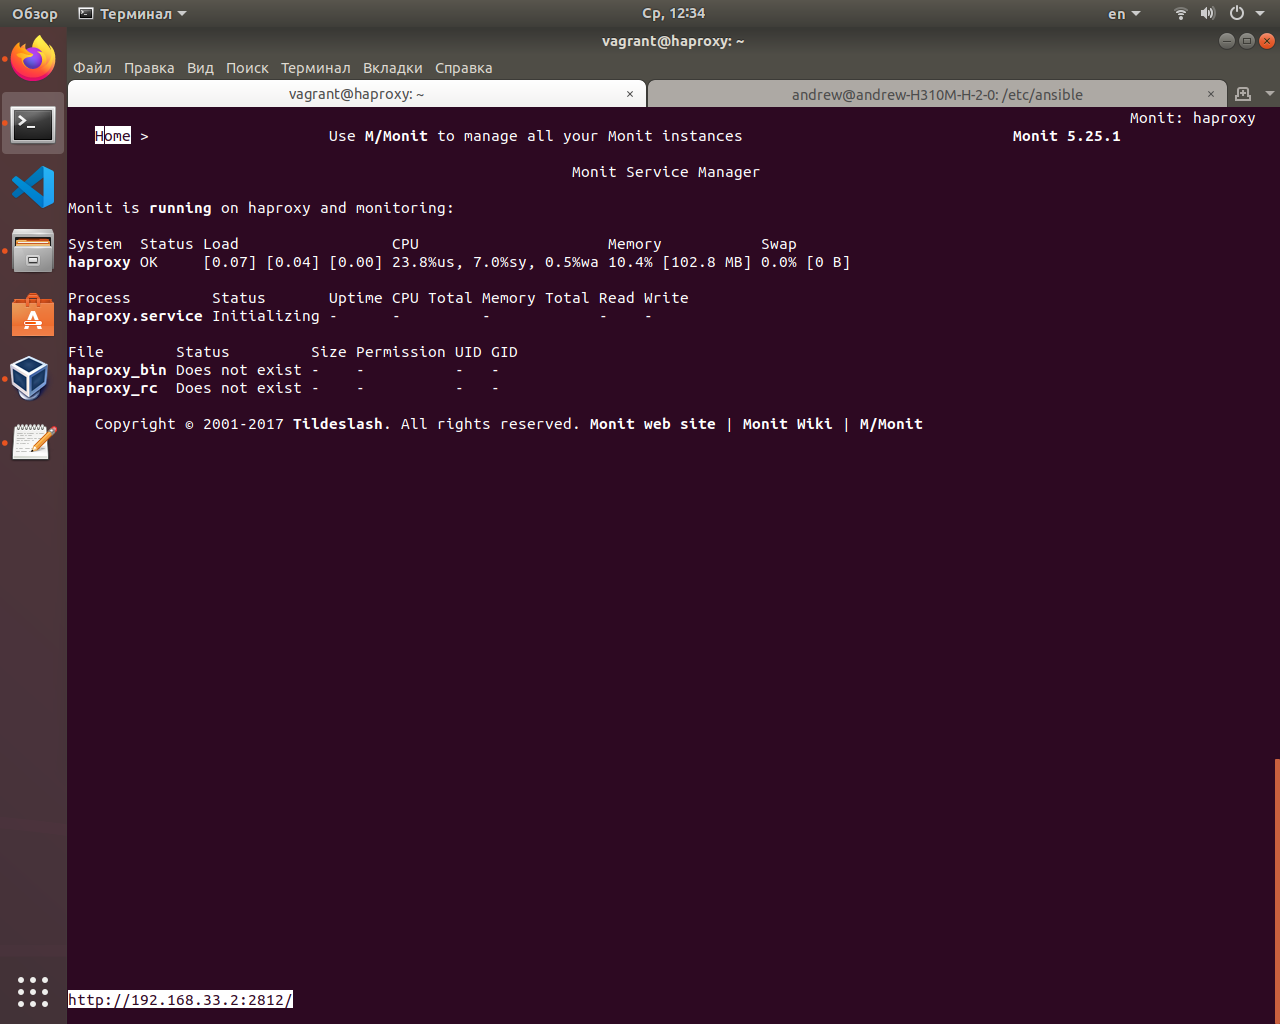 Обзор Терминал Ср, 12:34 en
vagrant@haproxy: ~
Файл Правка Вид Поиск Терминал Вкладки Справка
vagrant@haproxy: ~ × andrew@andrew-H310M-H-2-0: /etc/ansible ×
Monit: haproxy
Home > Use M/Monit to manage all your Monit instances Monit 5.25.1
Monit Service Manager
Monit is running on haproxy and monitoring:
System Status Load CPU Memory Swap
haproxy OK [0.07] [0.04] [0.00] 23.8%us, 7.0%sy, 0.5%wa 10.4% [102.8 MB] 0.0% [0 B]
Process Status Uptime CPU Total Memory Total Read Write
haproxy.service Initializing - - - - -
File Status Size Permission UID GID
haproxy_bin Does not exist - - - -
haproxy_rc Does not exist - - - -
Copyright © 2001-2017 Tildeslash. All rights reserved. Monit web site | Monit Wiki | M/Monit
http://192.168.33.2:2812/